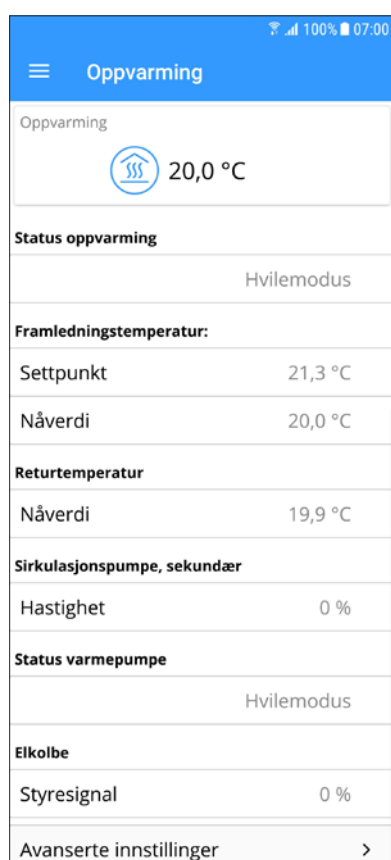 100% 07:00
Oppvarming
Oppvarming
20,0 °C
Status oppvarming
Hvilemodus
Framledningstemperatur:
Settpunkt 21,3 °C
Nåverdi 20,0 °C
Returtemperatur
Nåverdi 19,9 °C
Sirkulasjonspumpe, sekundær
Hastighet 0 %
Status varmepumpe
Hvilemodus
Elkolbe
Styresignal 0 %
Avanserte innstillinger